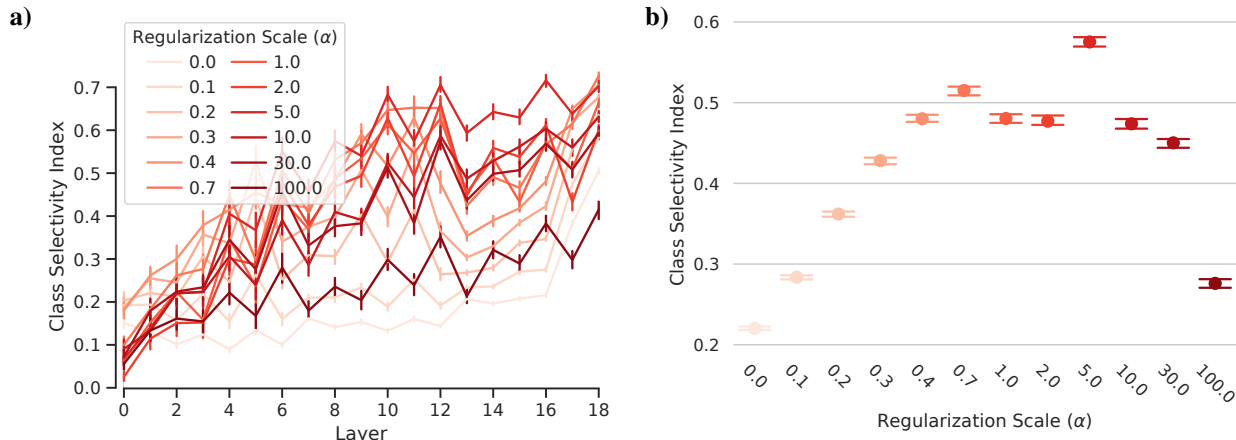 a)
Regularization Scale (α)
0.0 1.0
0.1 2.0
0.2 5.0
0.3 10.0
0.4 30.0
0.7 100.0
Class Selectivity Index
0.7
0.6
0.5
0.4
0.3
0.2
0.1
0.0
0 2 4 6 8 10 12 14 16 18
Layer
b)
Class Selectivity Index
0.6
0.5
0.4
0.3
0.2
0.0 0.1 0.2 0.3 0.4 0.7 1.0 2.0 5.0 10.0 30.0 100.0
Regularization Scale (α)